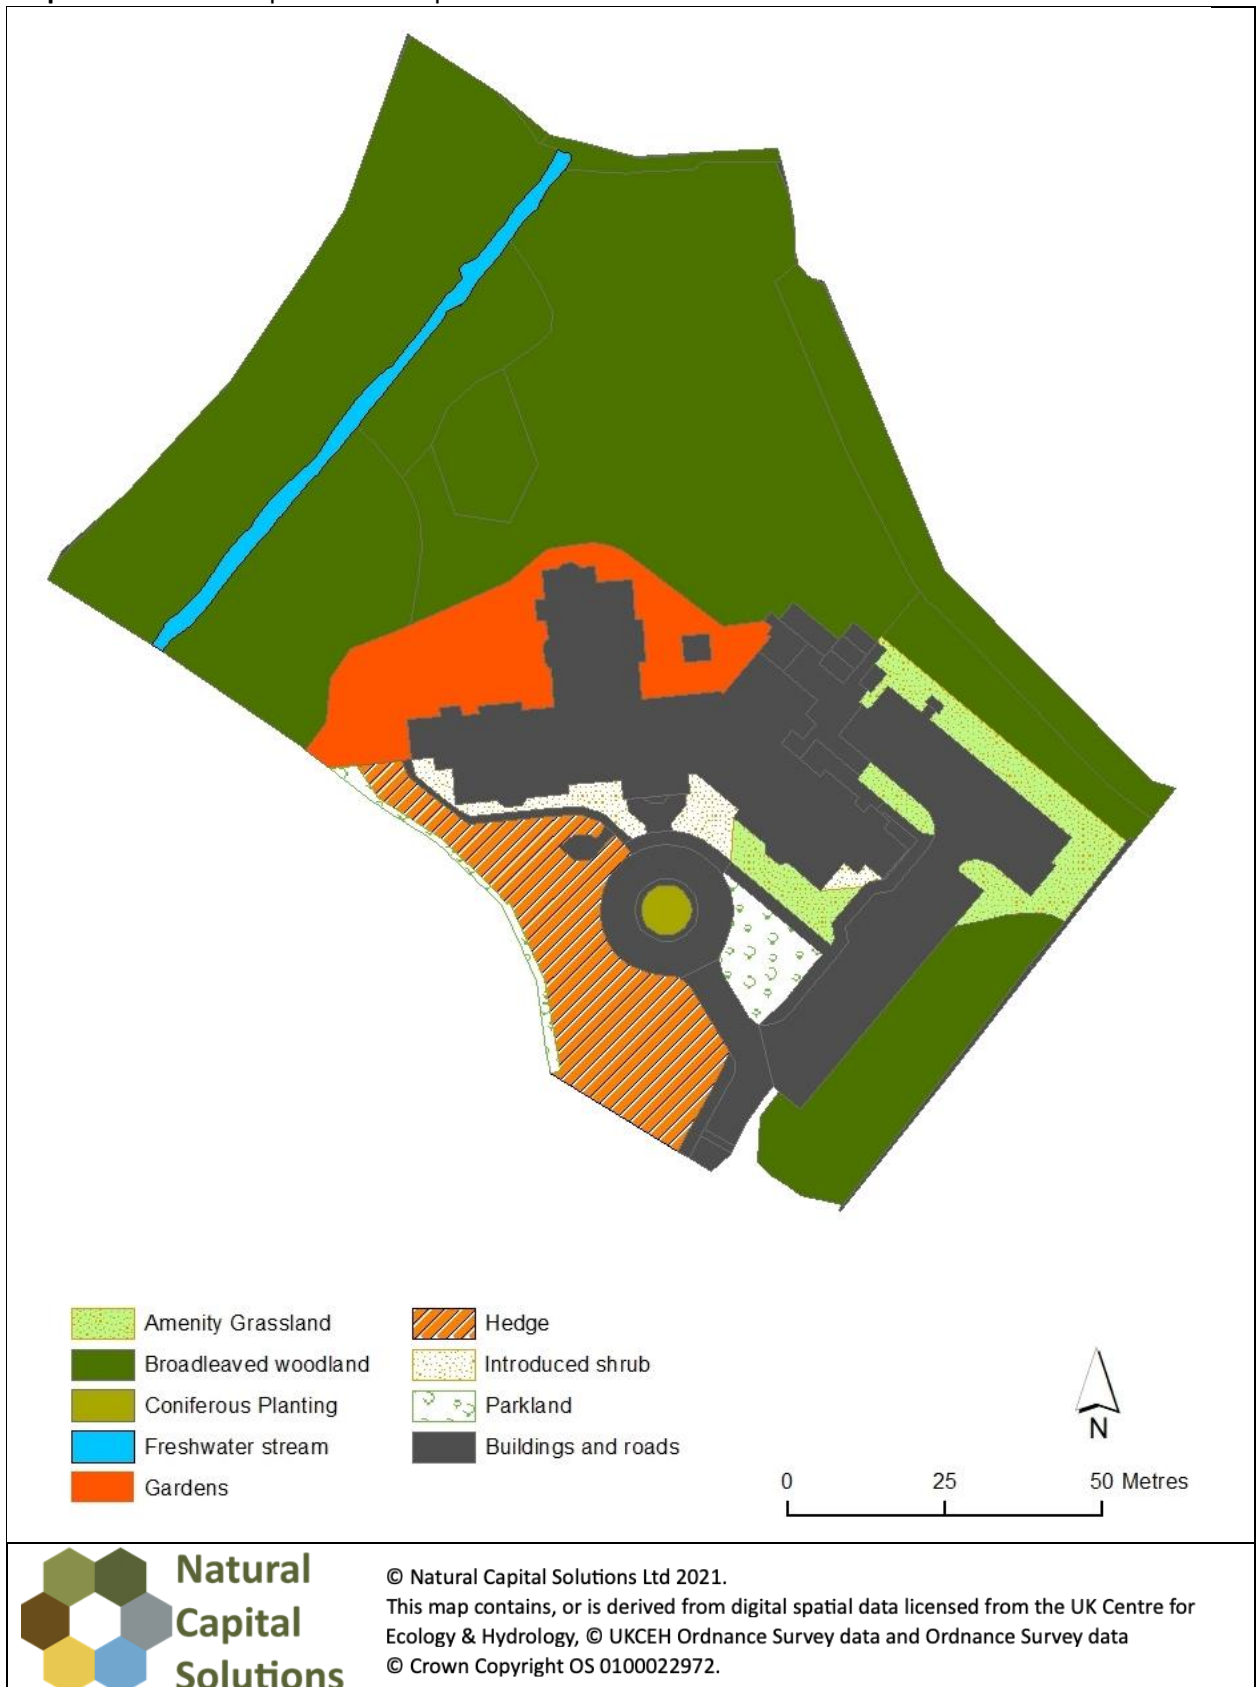 Amenity Grassland
Broadleaved woodland
Coniferous Planting
Freshwater stream
Gardens
Hedge
Introduced shrub
Parkland
Buildings and roads
N
0 25 50 Metres
Natural
Capital
Solutions
© Natural Capital Solutions Ltd 2021.
This map contains, or is derived from digital spatial data licensed from the UK Centre for
Ecology & Hydrology, © UKCEH Ordnance Survey data and Ordnance Survey data
© Crown Copyright OS 0100022972.